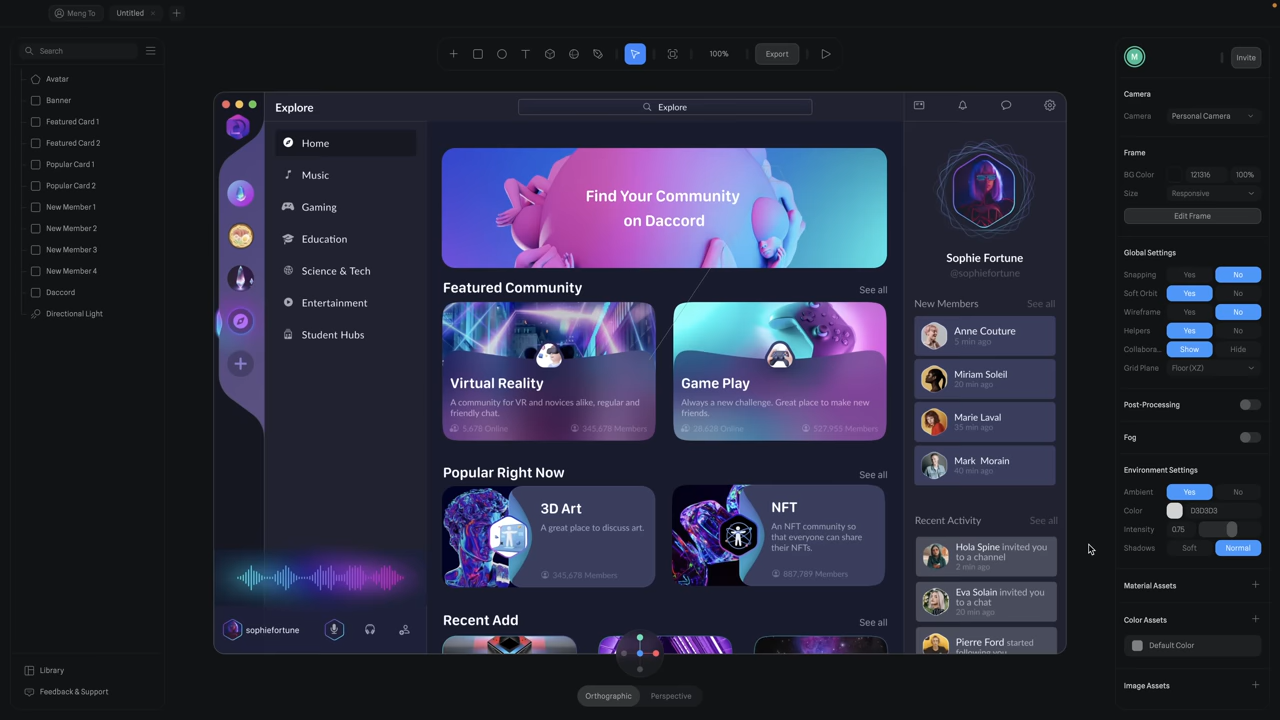 Meng To
Untitled
Search
Avatar
Banner
Featured Card 1
Featured Card 2
Popular Card 1
Popular Card 2
New Member 1
New Member 2
New Member 3
New Member 4
Daccord
Directional Light
Library
Feedback & Support
100%
Export
Explore
Explore
Home
Music
Gaming
Education
Science & Tech
Entertainment
Student Hubs
sophiefortune
Find Your Community
on Daccord
Featured Community
See all
Virtual Reality
A community for VR and novices alike, regular and
friendly chat.
5,678 Online
345,678 Members
Game Play
Always a new challenge. Great place to make new
friends.
28,628 Online
527,955 Members
Popular Right Now
See all
3D Art
A great place to discuss art.
345,678 Members
NFT
An NFT community so
that everyone can share
their NFTs.
887,789 Members
Recent Add
See all
Sophie Fortune
@sophiefortune
New Members
See all
Anne Couture
5 min ago
Miriam Soleil
20 min ago
Marie Laval
35 min ago
Mark Morain
40 min ago
Recent Activity
See all
Hola Spine invited you
to a channel
2 min ago
Eva Solain invited you
to a chat
20 min ago
Pierre Ford started
following you
Orthographic
Perspective
M
Invite
Camera
Camera
Personal Camera
Frame
BG Color
121316
100%
Size
Responsive
Edit Frame
Global Settings
Snapping
Yes
No
Soft Orbit
Yes
No
Wireframe
Yes
No
Helpers
Yes
No
Collabora...
Show
Hide
Grid Plane
Floor(XZ)
Post-Processing
Fog
Environment Settings
Ambient
Yes
No
Color
D3D3D3
Intensity
0.75
Shadows
Soft
Normal
Material Assets
Color Assets
Default Color
Image Assets